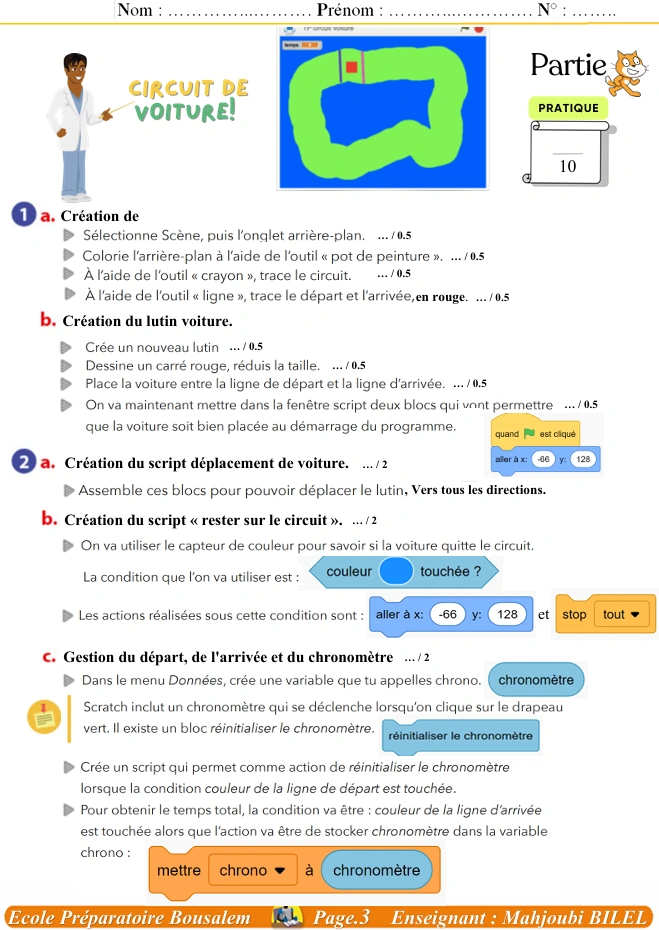 Nom : ……………..………. Prénom : ………..…………. N° : ……..
1* circuit voiture
temps 0
CIRCUIT DE
VOITURE!
Partie
PRATIQUE
10
1 a. Création de
Sélectionne Scène, puis l'onglet arrière-plan. … / 0.5
Colorie l'arrière-plan à l'aide de l'outil « pot de peinture ». … / 0.5
À l'aide de l'outil « crayon », trace le circuit. … / 0.5
À l'aide de l'outil « ligne », trace le départ et l'arrivée, en rouge. … / 0.5
b. Création du lutin voiture.
Crée un nouveau lutin … / 0.5
Dessine un carré rouge, réduis la taille. … / 0.5
Place la voiture entre la ligne de départ et la ligne d'arrivée. … / 0.5
On va maintenant mettre dans la fenêtre script deux blocs qui vont permettre … / 0.5
que la voiture soit bien placée au démarrage du programme.
quand est cliqué
aller à x: -66 y: 128
2 a. Création du script déplacement de voiture. … / 2
Assemble ces blocs pour pouvoir déplacer le lutin, Vers tous les directions.
b. Création du script « rester sur le circuit ». … / 2
On va utiliser le capteur de couleur pour savoir si la voiture quitte le circuit.
La condition que l'on va utiliser est : couleur touchée ?
Les actions réalisées sous cette condition sont : aller à x: -66 y: 128 et stop tout
c. Gestion du départ, de l'arrivée et du chronomètre … / 2
Dans le menu Données, crée une variable que tu appelles chrono. chronomètre
Scratch inclut un chronomètre qui se déclenche lorsqu'on clique sur le drapeau
vert. Il existe un bloc réinitialiser le chronomètre. réinitialiser le chronomètre
Crée un script qui permet comme action de réinitialiser le chronomètre
lorsque la condition couleur de la ligne de départ est touchée.
Pour obtenir le temps total, la condition va être : couleur de la ligne d'arrivée
est touchée alors que l'action va être de stocker chronomètre dans la variable
chrono :
mettre chrono à chronomètre
Ecole Préparatoire Bousalem Page.3 Enseignant : Mahjoubi BILEL